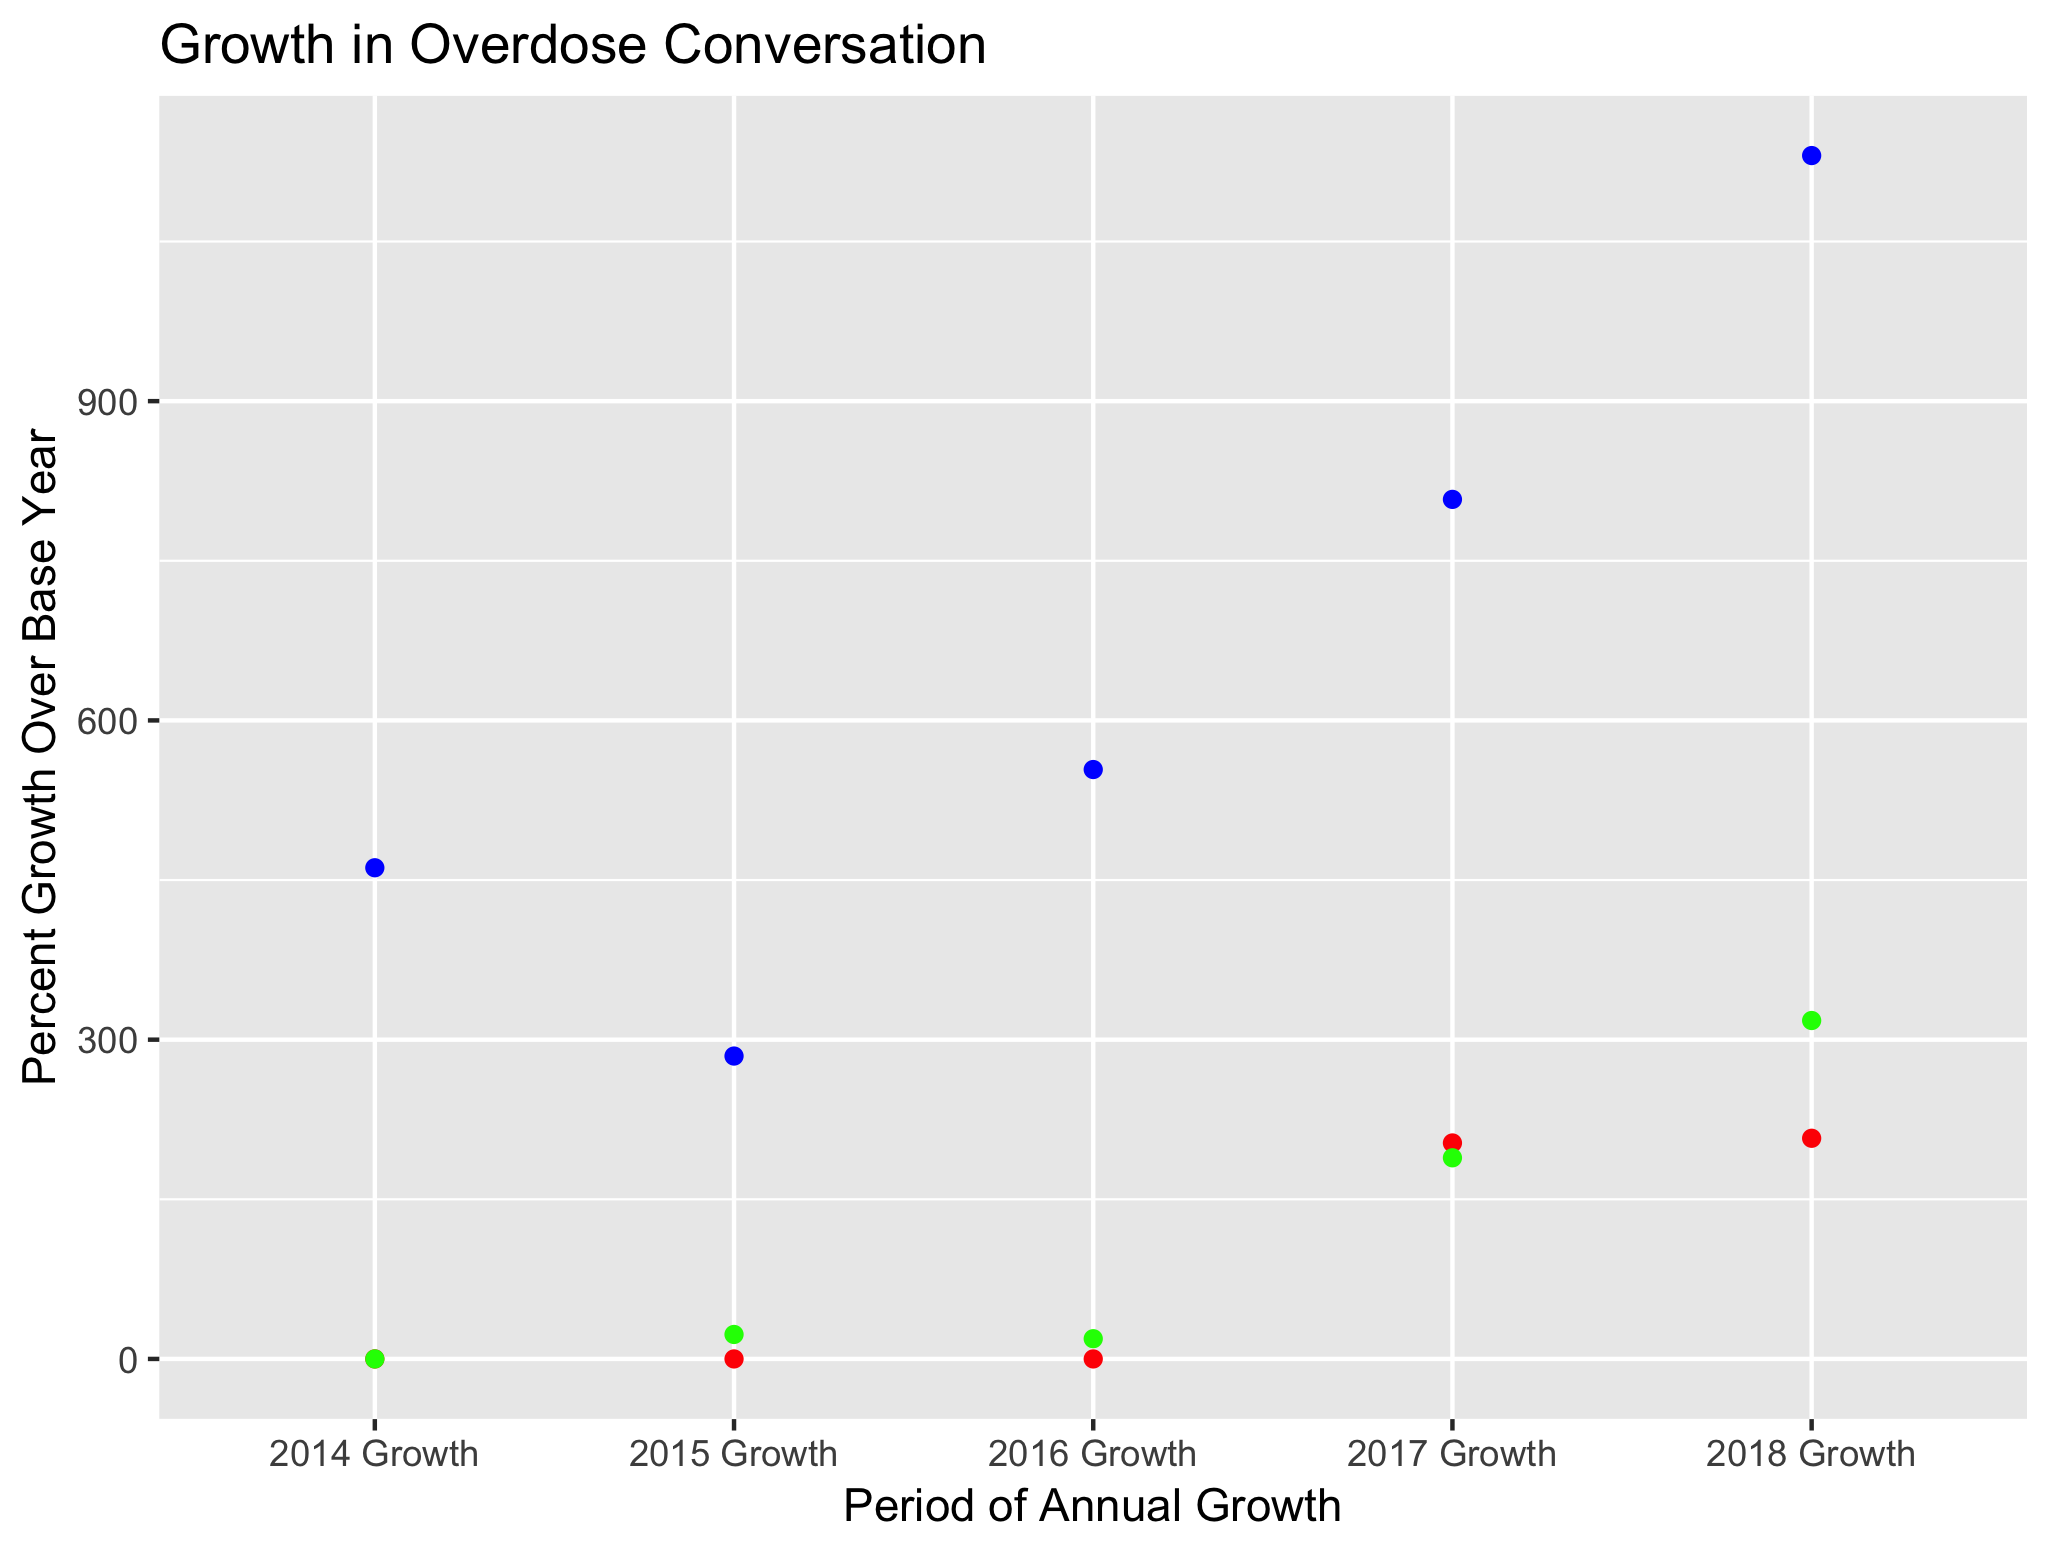 Growth in Overdose Conversation
Percent Growth Over Base Year
900
600
300
0
2014 Growth
2015 Growth
2016 Growth
2017 Growth
2018 Growth
Period of Annual Growth